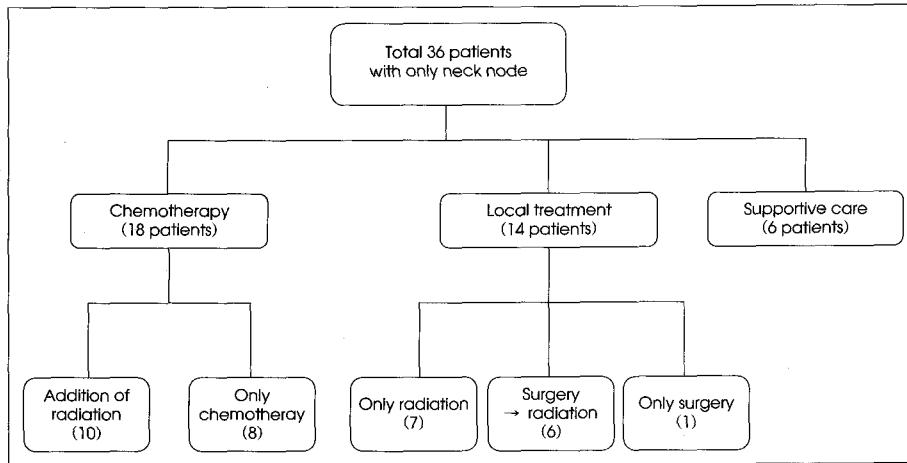 Total 36 patients
with only neck node
Chemotherapy
(18 patients)
Local treatment
(14 patients)
Supportive care
(6 patients)
Addition of
radiation
(10)
Only
chemotheray
(8)
Only radiation
(7)
Surgery
→ radiation
(6)
Only surgery
(1)